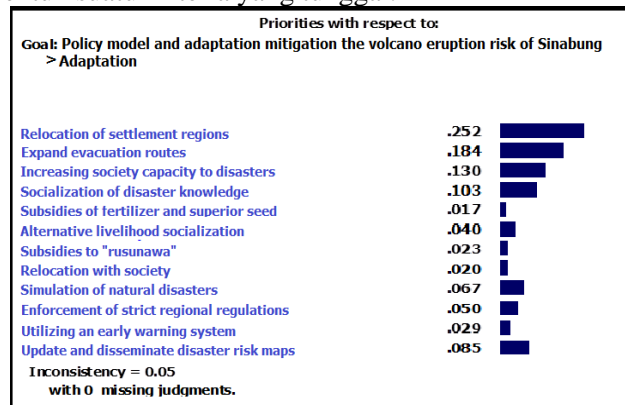 Priorities with respect to:
Goal: Policy model and adaptation mitigation the volcano eruption risk of Sinabung
> Adaptation
Relocation of settlement regions .252
Expand evacuation routes .184
Increasing society capacity to disasters .130
Socialization of disaster knowledge .103
Subsidies of fertilizer and superior seed .017
Alternative livelihood socialization .040
Subsidies to "rusunawa" .023
Relocation with society .020
Simulation of natural disasters .067
Enforcement of strict regional regulations .050
Utilizing an early warning system .029
Update and disseminate disaster risk maps .085
Inconsistency = 0.05
with 0 missing judgments.